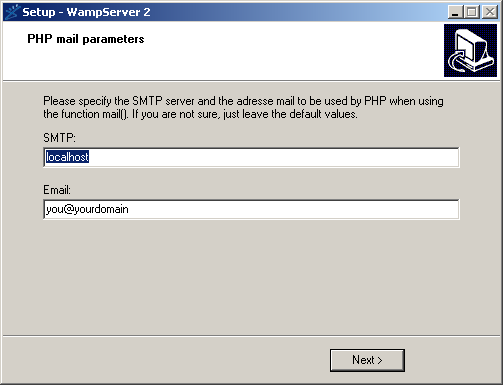 Setup - WampServer 2
PHP mail parameters
Please specify the SMTP server and the adresse mail to be used by PHP when using
the function mail(). If you are not sure, just leave the default values.
SMTP:
localhost
Email:
you@yourdomain
Next >